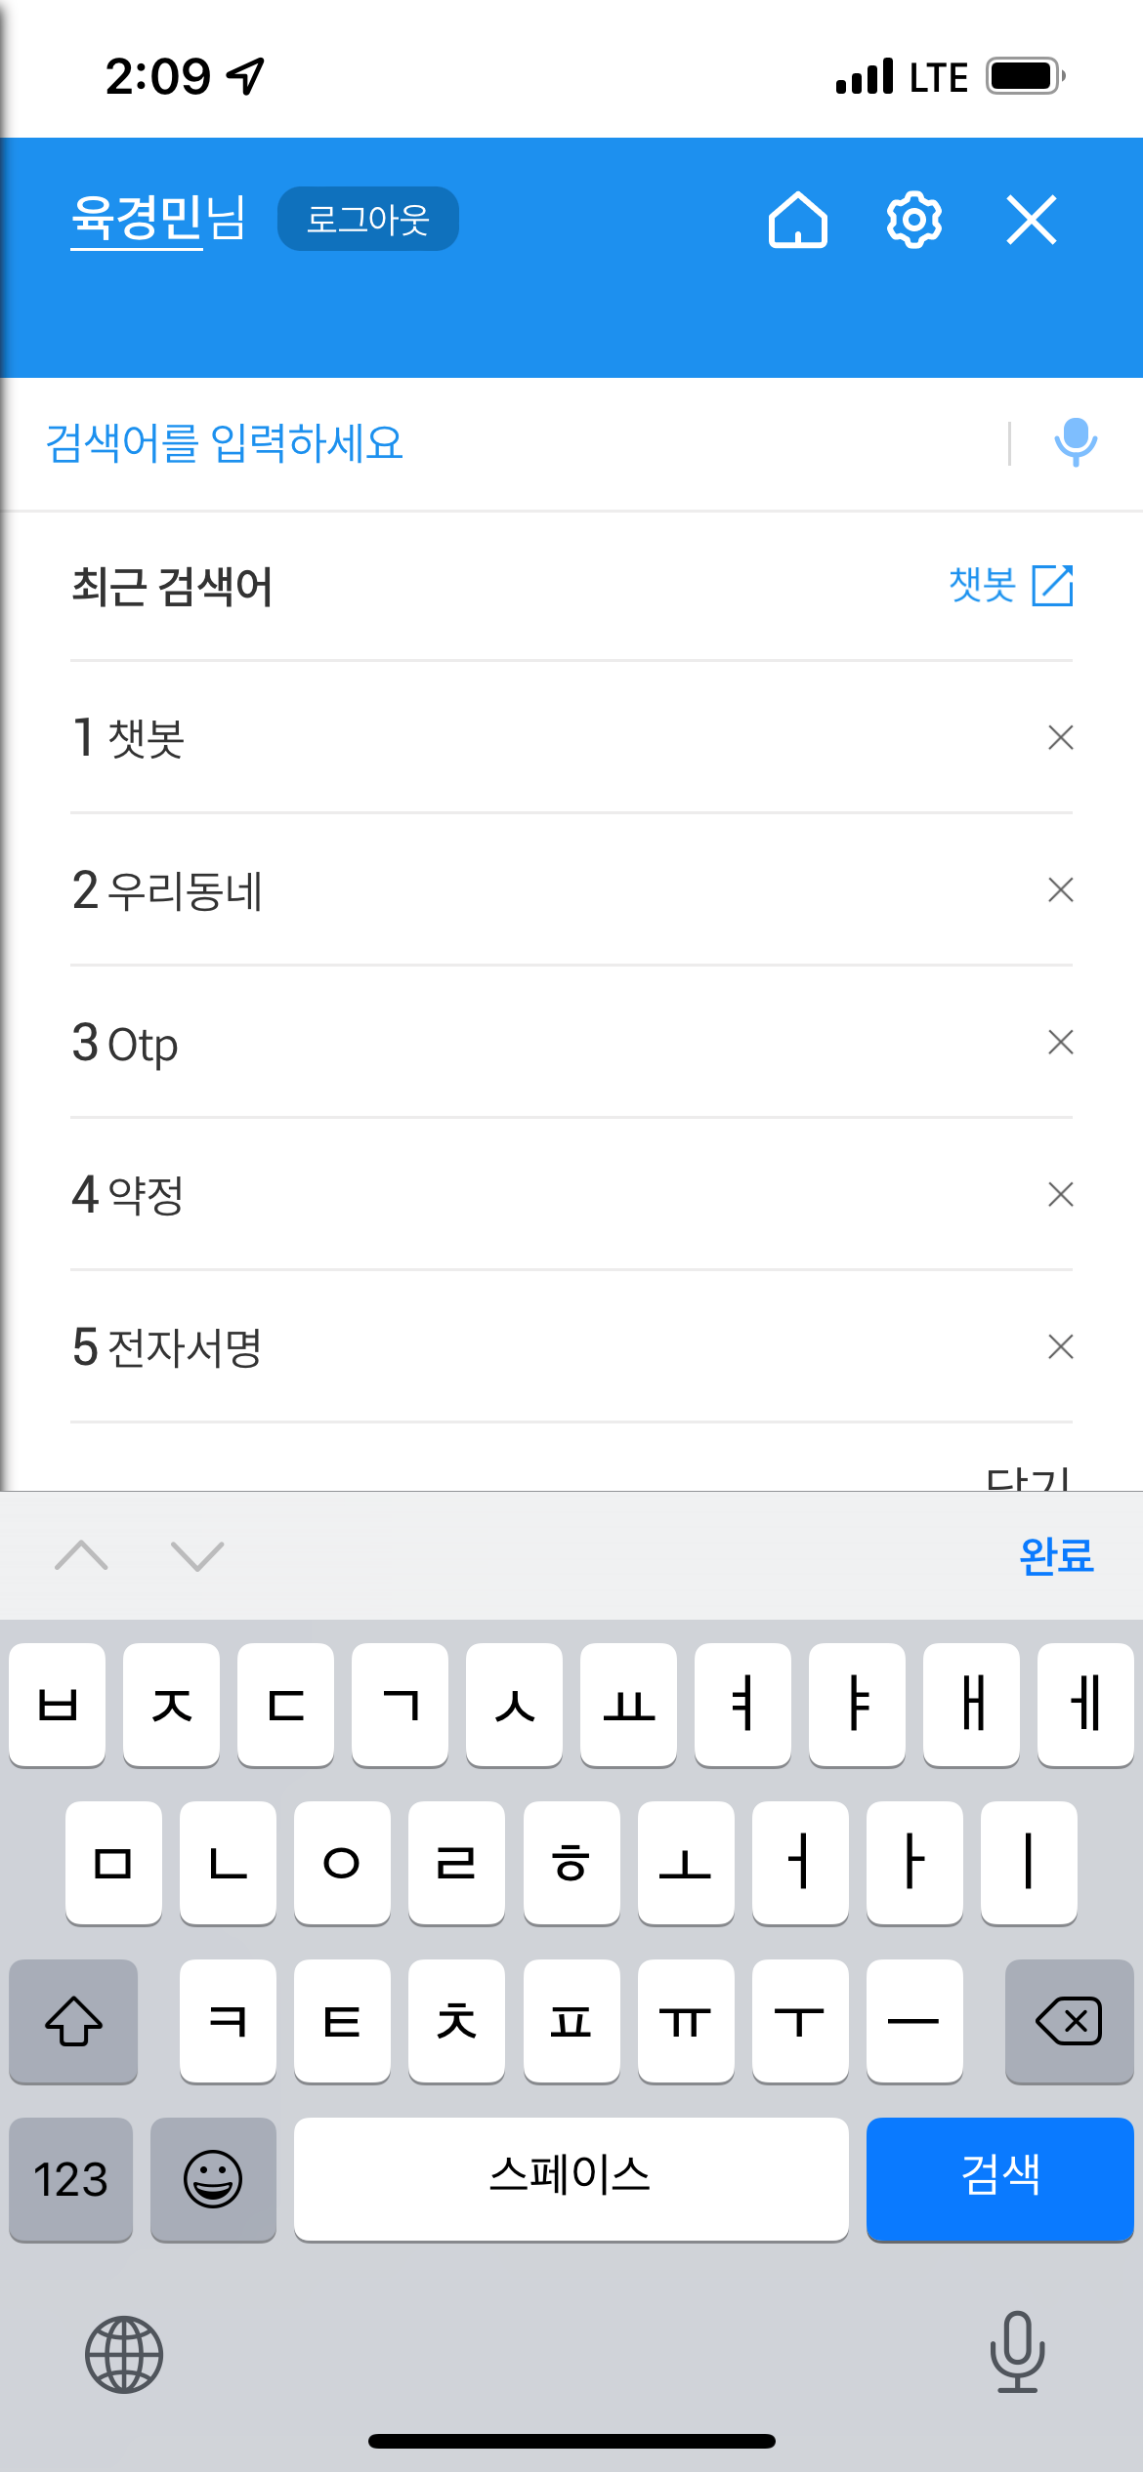 2:09 LTE
육경민님 로그아웃
검색어를 입력하세요
최근 검색어 챗봇
1 챗봇
2 우리동네
3 Otp
4 약정
5 전자서명
닫기
완료
ㅂ ㅈ ㄷ ㄱ ㅅ ㅛ ㅕ ㅑ ㅐ ㅔ
ㅁ ㄴ ㅇ ㄹ ㅎ ㅗ ㅓ ㅏ ㅣ
ㅋ ㅌ ㅊ ㅍ ㅠ ㅜ ㅡ
123 스페이스 검색